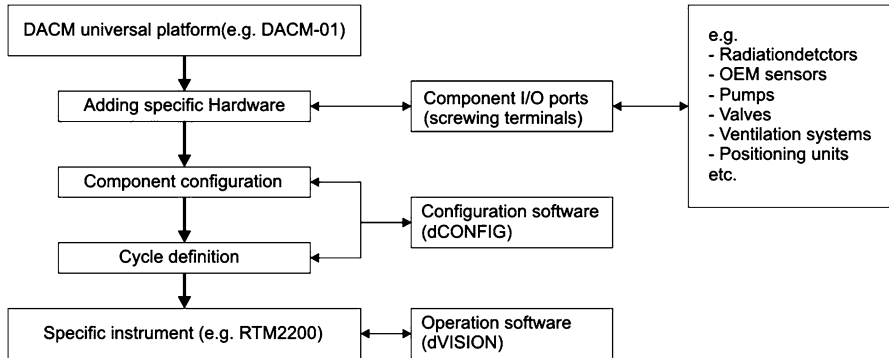 DACM universal platform(e.g. DACM-01)
Adding specific Hardware
Component I/O ports
(screwing terminals)
e.g.
- Radiationdetctors
- OEM sensors
- Pumps
- Valves
- Ventilation systems
- Positioning units
etc.
Component configuration
Configuration software
(dCONFIG)
Cycle definition
Specific instrument (e.g. RTM2200)
Operation software
(dVISION)